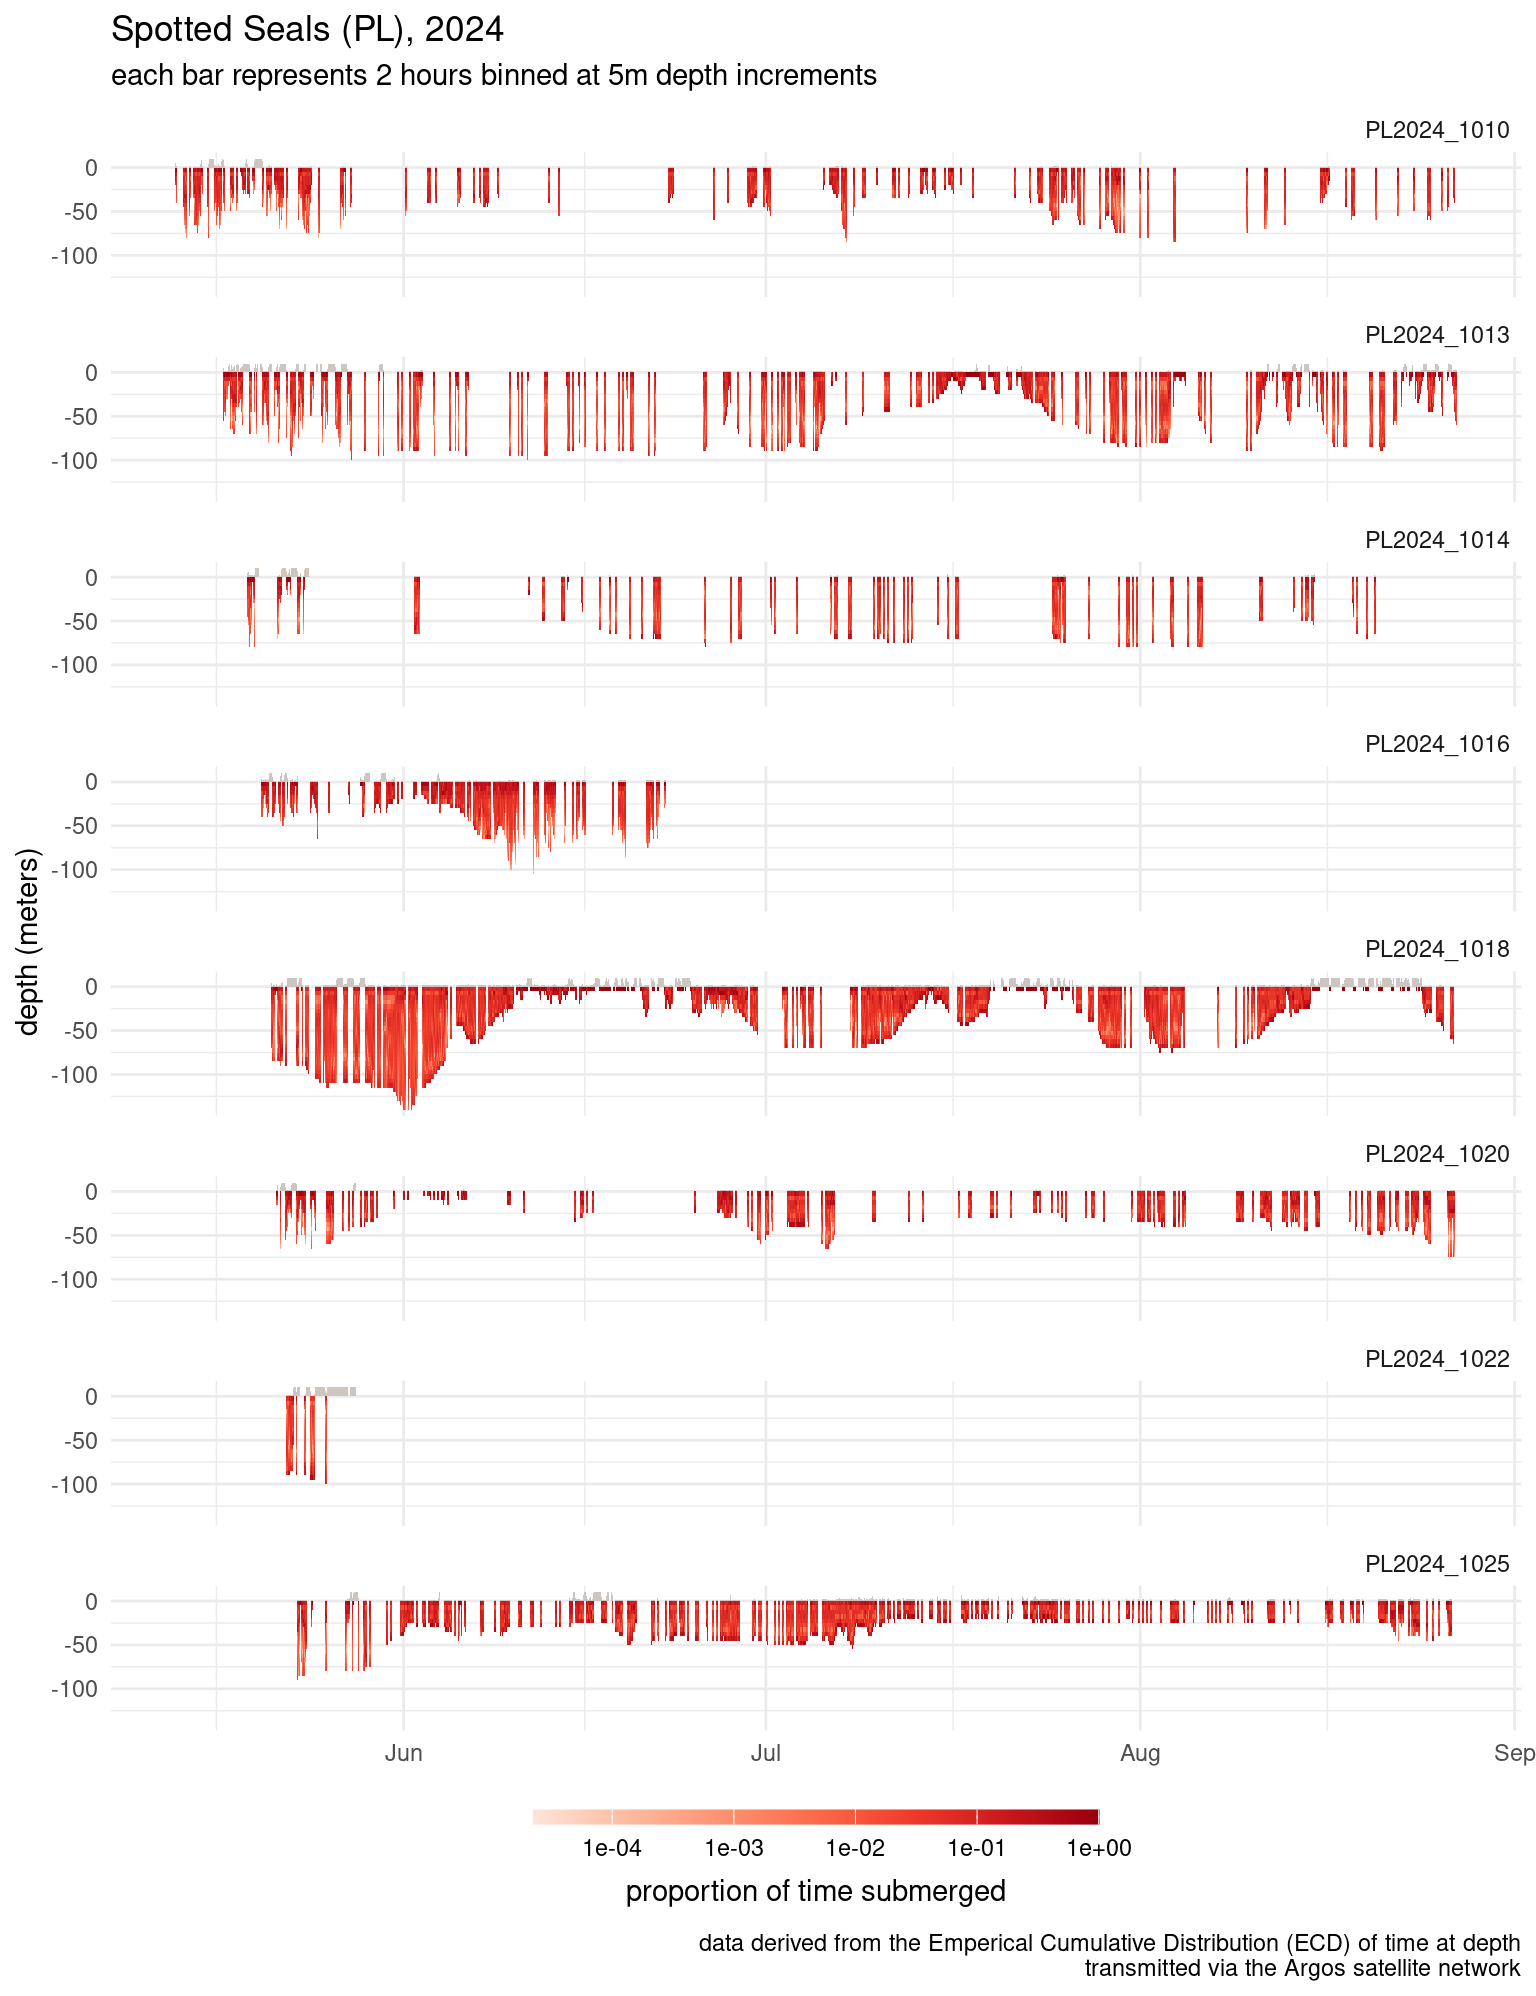 Spotted Seals (PL), 2024
each bar represents 2 hours binned at 5m depth increments
PL2024_1010
0
-50
-100
PL2024_1013
0
-50
-100
PL2024_1014
0
-50
-100
PL2024_1016
0
-50
-100
depth (meters)
PL2024_1018
0
-50
-100
PL2024_1020
0
-50
-100
PL2024_1022
0
-50
-100
PL2024_1025
0
-50
-100
Jun Jul Aug Sep
1e-04 1e-03 1e-02 1e-01 1e+00
proportion of time submerged
data derived from the Emperical Cumulative Distribution (ECD) of time at depth
transmitted via the Argos satellite network